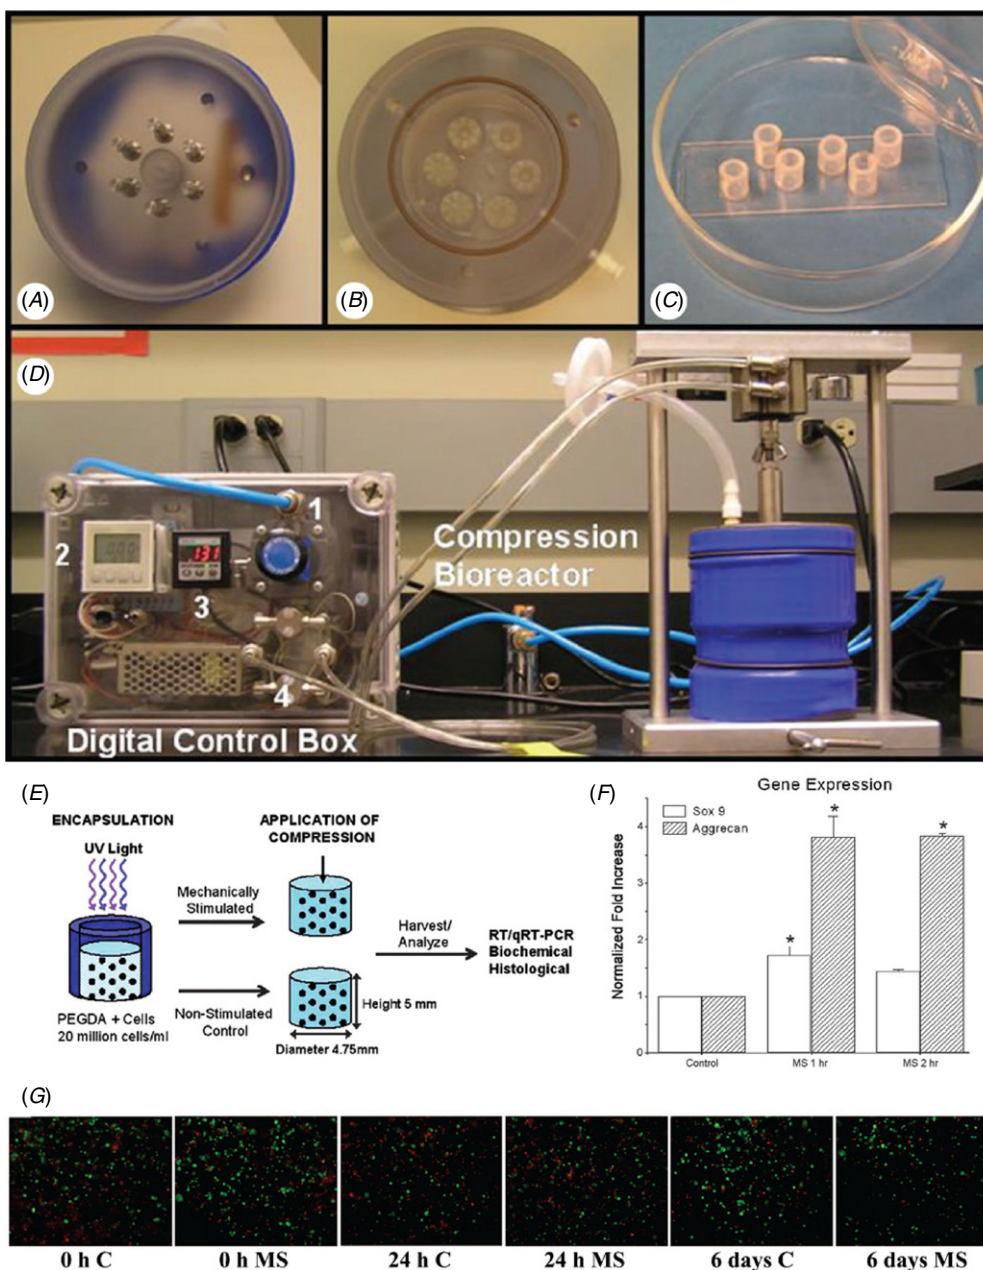 (A)
(B)
(C)
(D)
1
2
131
3
4
Compression
Bioreactor
Digital Control Box
(E)
ENCAPSULATION
UV Light
PEGDA + Cells
20 million cells/ml
Mechanically
Stimulated
Non-Stimulated
Control
APPLICATION OF
COMPRESSION
Height 5 mm
Diameter 4.75mm
Harvest/
Analyze
RT/qRT-PCR
Biochemical
Histological
(F)
Gene Expression
Sox 9
Aggrecan
Normalized Fold Increase
4
3
2
1
0
*
*
*
Control
MS 1 hr
MS 2 hr
(G)
0 h C
0 h MS
24 h C
24 h MS
6 days C
6 days MS